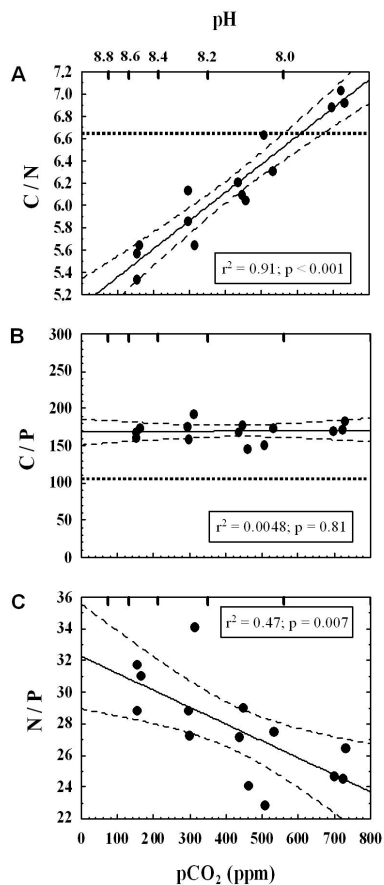 pH
8.8 8.6 8.4 8.2 8.0
A
7.2
7.0
6.8
6.6
6.4
6.2
6.0
5.8
5.6
5.4
5.2
C / N
r² = 0.91; p < 0.001
B
300
250
200
150
100
50
0
C / P
r² = 0.0048; p = 0.81
C
36
34
32
30
28
26
24
22
N / P
r² = 0.47; p = 0.007
0 100 200 300 400 500 600 700 800
pCO₂ (ppm)